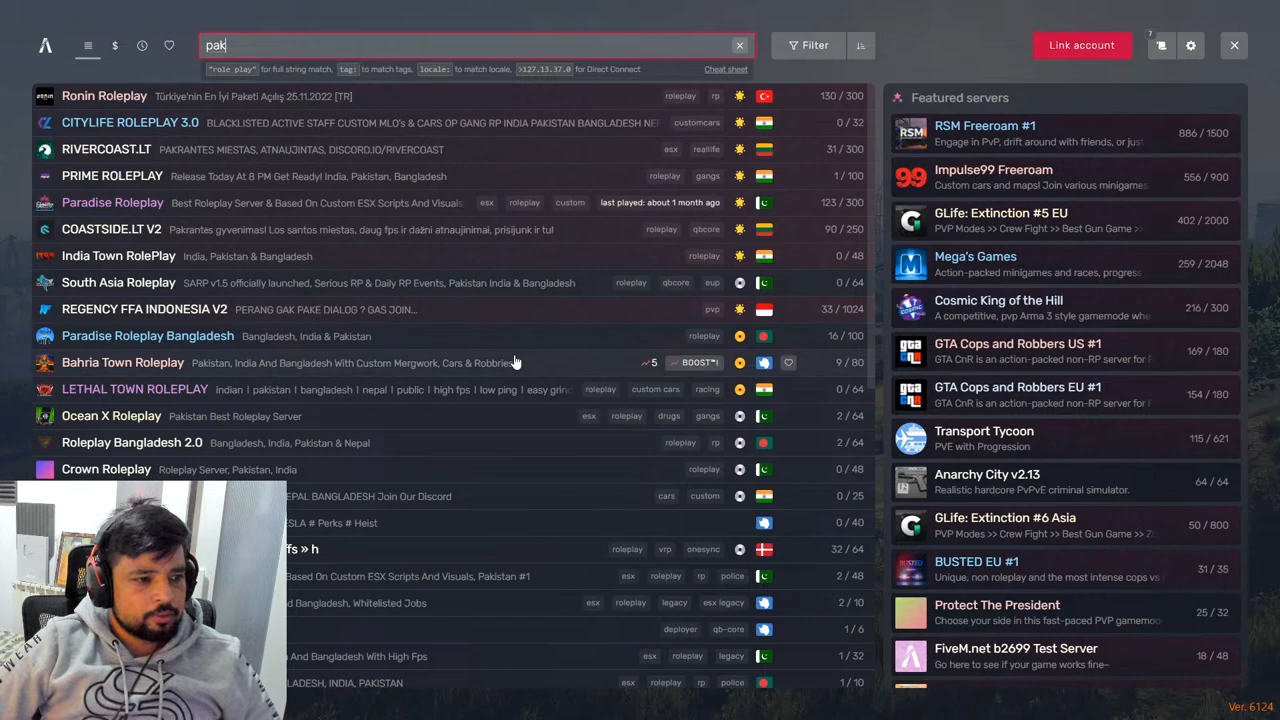 $
pak
Filter
Link account
7
"role play" for full string match, tag: to match tags, locale: to match locale, >127.13.37.0 for Direct Connect
Cheat sheet
Ronin Roleplay Türkiye'nin En İyi Paketi Açılış 25.11.2022 [TR] roleplay rp 130 / 300
CITYLIFE ROLEPLAY 3.0 BLACKLISTED ACTIVE STAFF CUSTOM MLO's & CARS OP GANG RP INDIA PAKISTAN BANGLADESH customcars 0 / 32
RIVERCOAST.LT PAKRANTES MIESTAS, ATNAUJINTAS, DISCORD.IO/RIVERCOAST esx reallife 31 / 300
PRIME ROLEPLAY Release Today At 8 PM Get Ready! India, Pakistan, Bangladesh roleplay gangs 1 / 100
Paradise Roleplay Best Roleplay Server & Based On Custom ESX Scripts And Visuals. esx roleplay custom last played: about 1 month ago 123 / 300
COASTSIDE.LT V2 Pakrantes gyvenimas! Los santos miestas, daug fps ir dažni atnaujinimai, prisijunk ir tu! roleplay qbcore 90 / 250
India Town RolePlay India, Pakistan & Bangladesh roleplay 0 / 48
South Asia Roleplay SARP v1.5 officially launched, Serious RP & Daily RP Events, Pakistan India & Bangladesh roleplay qbcore eup 0 / 64
REGENCY FFA INDONESIA V2 PERANG GAK PAKE DIALOG ? GAS JOIN... pvp 33 / 1024
Paradise Roleplay Bangladesh Bangladesh, India & Pakistan roleplay 16 / 100
Bahria Town Roleplay Pakistan, India And Bangladesh With Custom Mergwork, Cars & Robbries 5 BOOST™! 9 / 80
LETHAL TOWN ROLEPLAY indian | pakistan | bangladesh | nepal | public | high fps | low ping | easy grin roleplay custom cars racing 0 / 64
Ocean X Roleplay Pakistan Best Roleplay Server esx roleplay drugs gangs 2 / 64
Roleplay Bangladesh 2.0 Bangladesh, India, Pakistan & Nepal roleplay rp 2 / 64
Crown Roleplay Roleplay Server, Pakistan, India roleplay 0 / 48
EPAL BANGLADESH Join Our Discord cars custom 0 / 25
ESLA # Perks # Heist 0 / 40
fs » h roleplay vrp onesync 32 / 64
Based On Custom ESX Scripts And Visuals, Pakistan #1 esx roleplay rp police 2 / 48
d Bangladesh, Whitelisted Jobs esx roleplay legacy esx legacy 2 / 10
deployer qb-core 1 / 6
And Bangladesh With High Fps esx roleplay legacy 1 / 32
ADESH, INDIA, PAKISTAN esx roleplay rp police 1 / 10
Featured servers
RSM Freeroam #1 886 / 1500
Engage in PvP, drift around with friends, or just
Impulse99 Freeroam 556 / 900
Custom cars and maps! Join various minigames
GLife: Extinction #5 EU 402 / 2000
PVP Modes >> Crew Fight >> Best Gun Game >>
Mega's Games 259 / 2048
Action-packed minigames and races, progress
Cosmic King of the Hill 216 / 300
A competitive, pvp Arma 3 style gamemode whe
GTA Cops and Robbers US #1 169 / 180
GTA CnR is an action-packed non-RP server for F
GTA Cops and Robbers EU #1 154 / 180
GTA CnR is an action-packed non-RP server for F
Transport Tycoon 115 / 621
PVE with Progression
Anarchy City v2.13 64 / 64
Realistic hardcore PvPvE criminal simulator.
GLife: Extinction #6 Asia 50 / 800
PVP Modes >> Crew Fight >> Best Gun Game >>
BUSTED EU #1 31 / 35
Unique, non roleplay and the most intense cops vs
Protect The President 25 / 32
Choose your side in this fast-paced PVP gamemod
FiveM.net b2699 Test Server 18 / 48
Go here to see if your game works fine~
RSM
99
BUSTED
WEATH
Ver. 6124